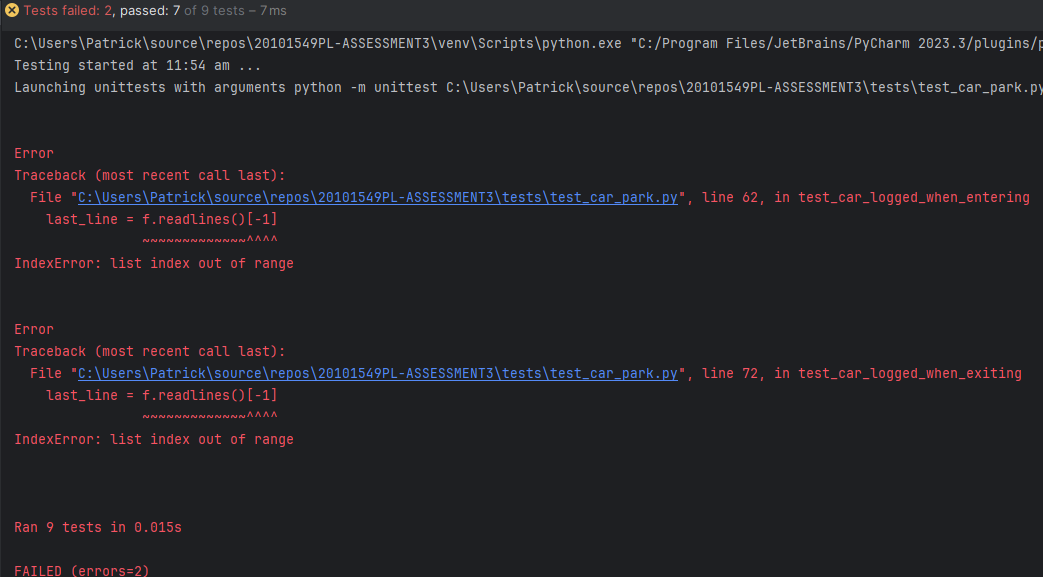 Tests failed: 2, passed: 7 of 9 tests – 7 ms
C:\Users\Patrick\source\repos\20101549PL-ASSESSMENT3\venv\Scripts\python.exe "C:/Program Files/JetBrains/PyCharm 2023.3/plugins/p
Testing started at 11:54 am ...
Launching unittests with arguments python -m unittest C:\Users\Patrick\source\repos\20101549PL-ASSESSMENT3\tests\test_car_park.py
Error
Traceback (most recent call last):
  File "C:\Users\Patrick\source\repos\20101549PL-ASSESSMENT3\tests\test_car_park.py", line 62, in test_car_logged_when_entering
    last_line = f.readlines()[-1]
                ~~~~~~~~~~~~~^^^^
IndexError: list index out of range
Error
Traceback (most recent call last):
  File "C:\Users\Patrick\source\repos\20101549PL-ASSESSMENT3\tests\test_car_park.py", line 72, in test_car_logged_when_exiting
    last_line = f.readlines()[-1]
                ~~~~~~~~~~~~~^^^^
IndexError: list index out of range
Ran 9 tests in 0.015s
FAILED (errors=2)